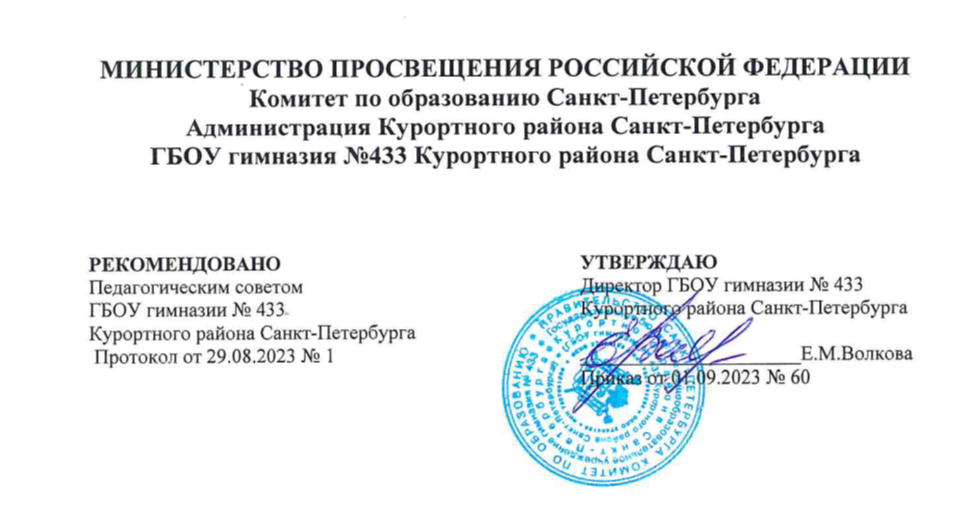 МИНИСТЕРСТВО ПРОСВЕЩЕНИЯ РОССИЙСКОЙ ФЕДЕРАЦИИ
Комитет по образованию Санкт-Петербурга
Администрация Курортного района Санкт-Петербурга
ГБОУ гимназия №433 Курортного района Санкт-Петербурга
РЕКОМЕНДОВАНО
Педагогическим советом
ГБОУ гимназии № 433
Курортного района Санкт-Петербурга
Протокол от 29.08.2023 № 1
УТВЕРЖДАЮ
Директор ГБОУ гимназии № 433
Курортного района Санкт-Петербурга
Е.М.Волкова
Приказ от 01.09.2023 № 60
КОМИТЕТ ПО ОБРАЗОВАНИЮ